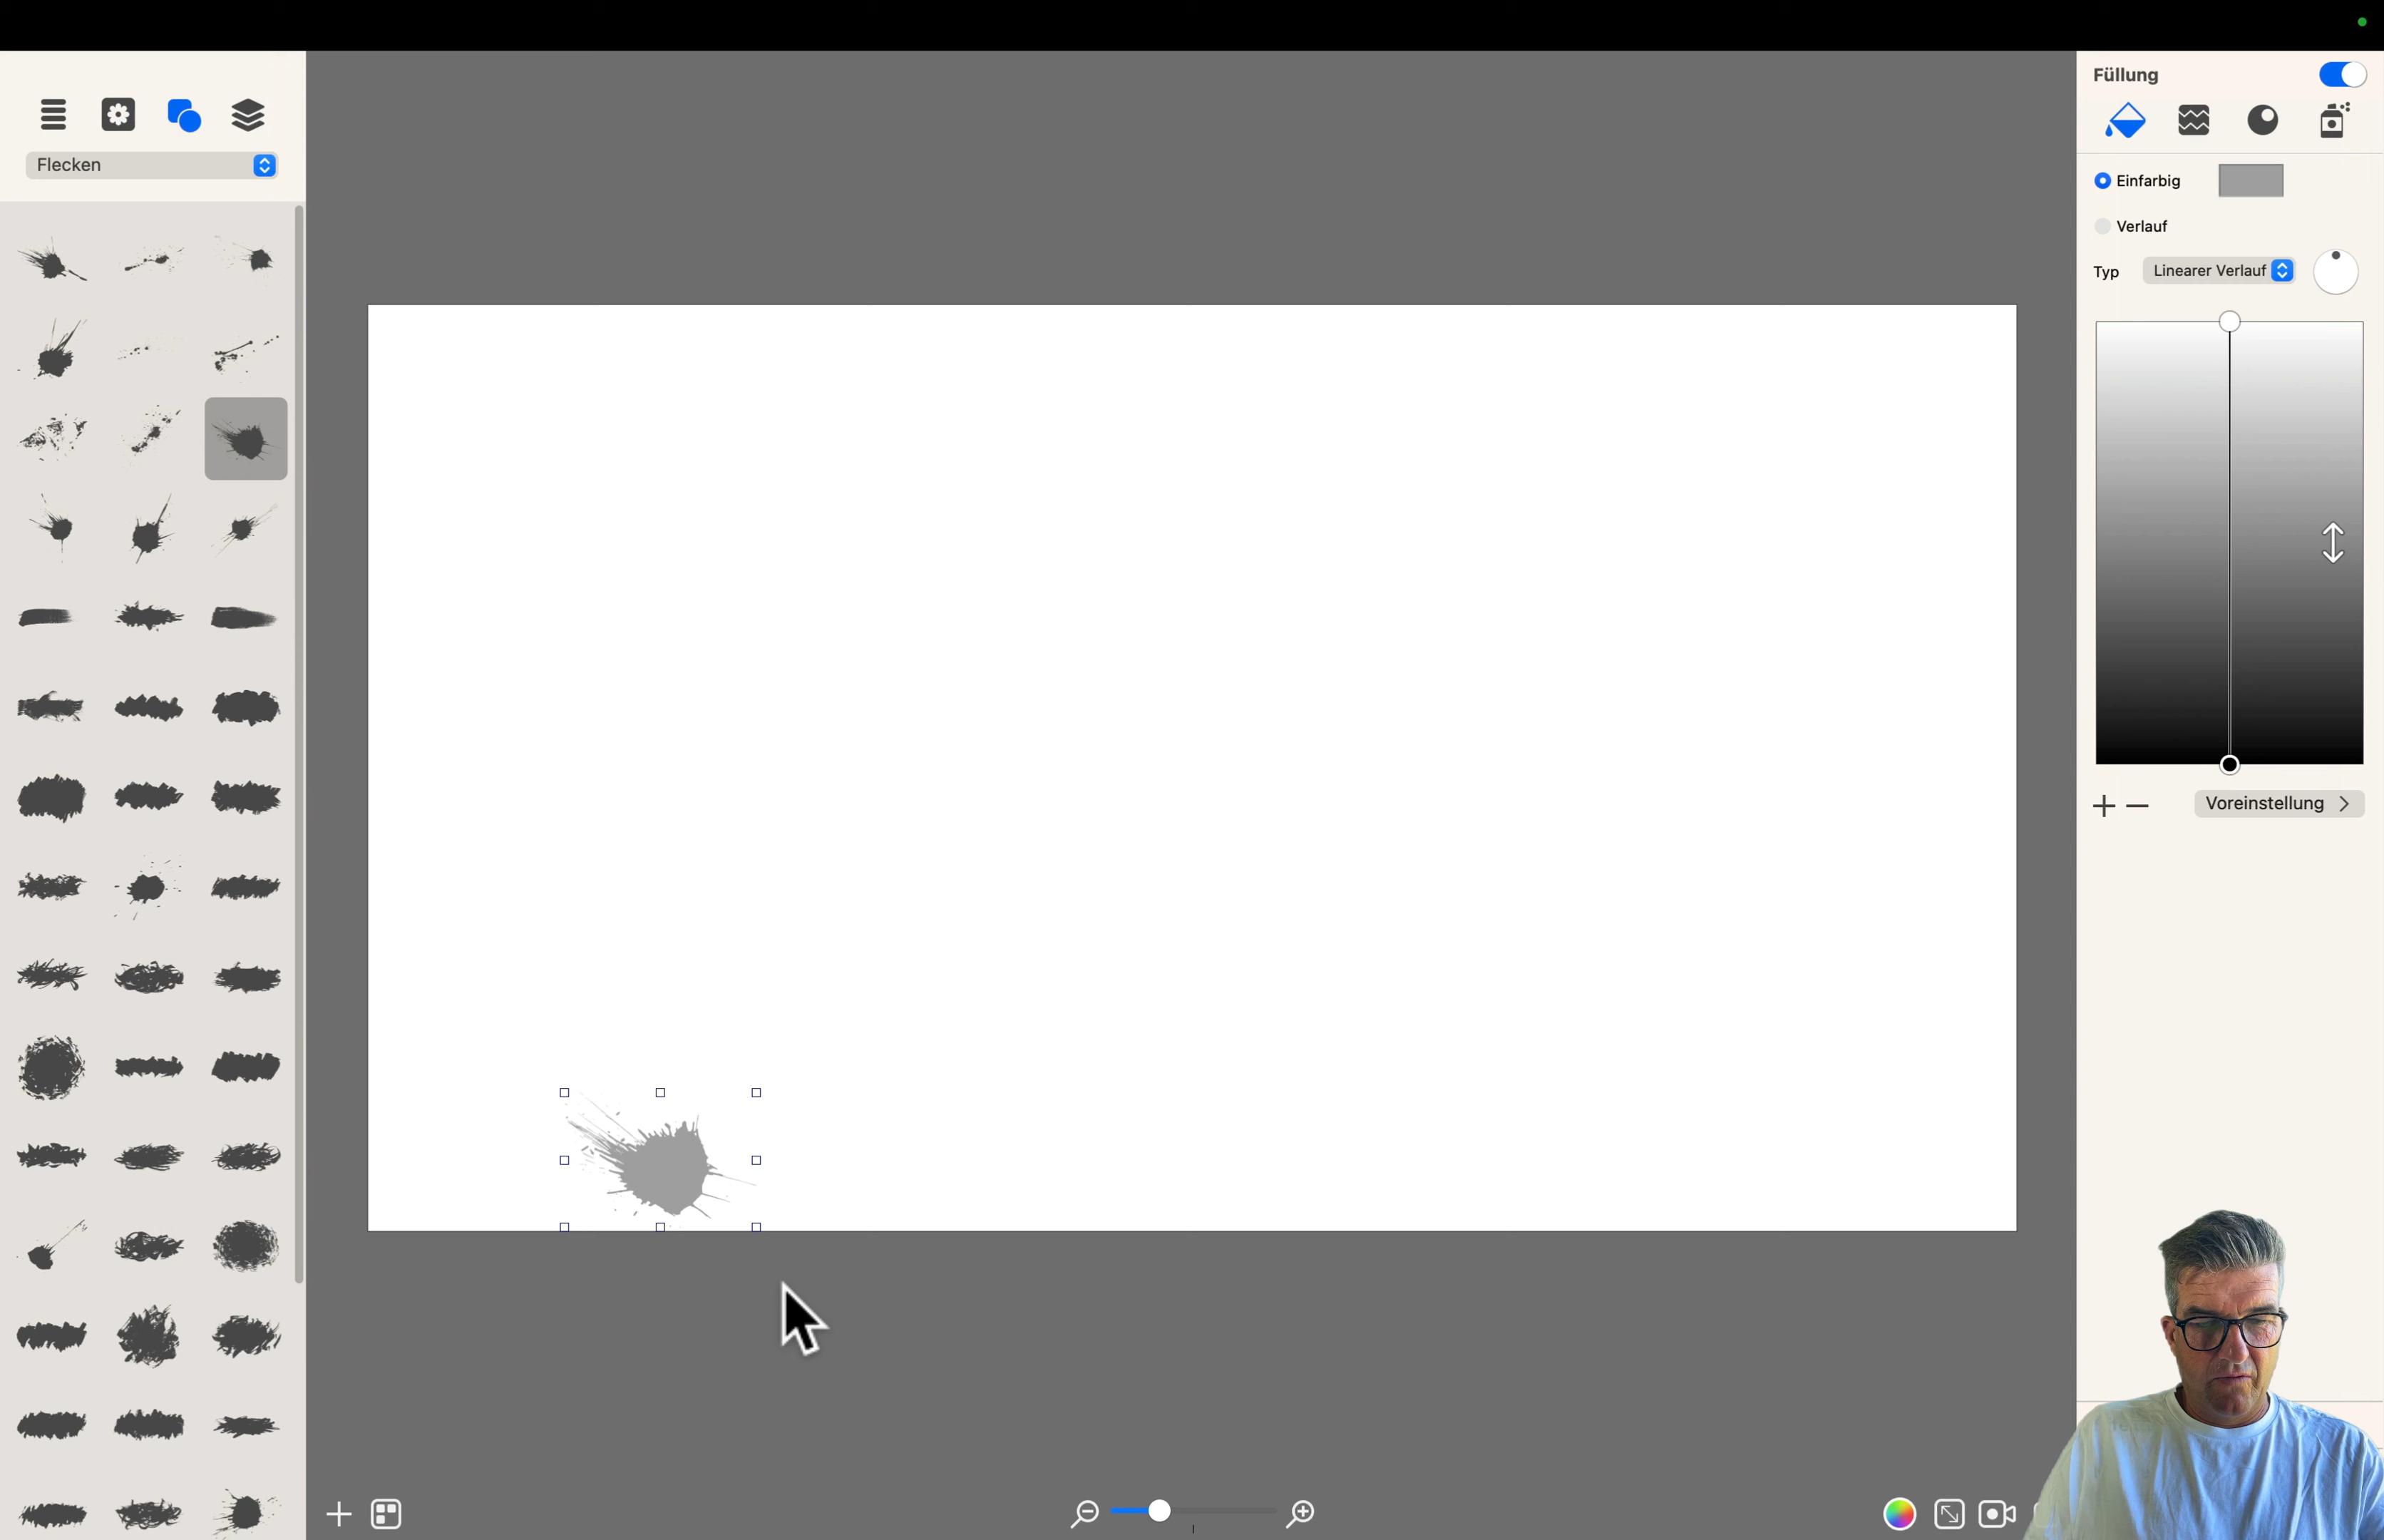 Flecken
Füllung
Einfarbig
Verlauf
Typ
Linearer Verlauf
Voreinstellung